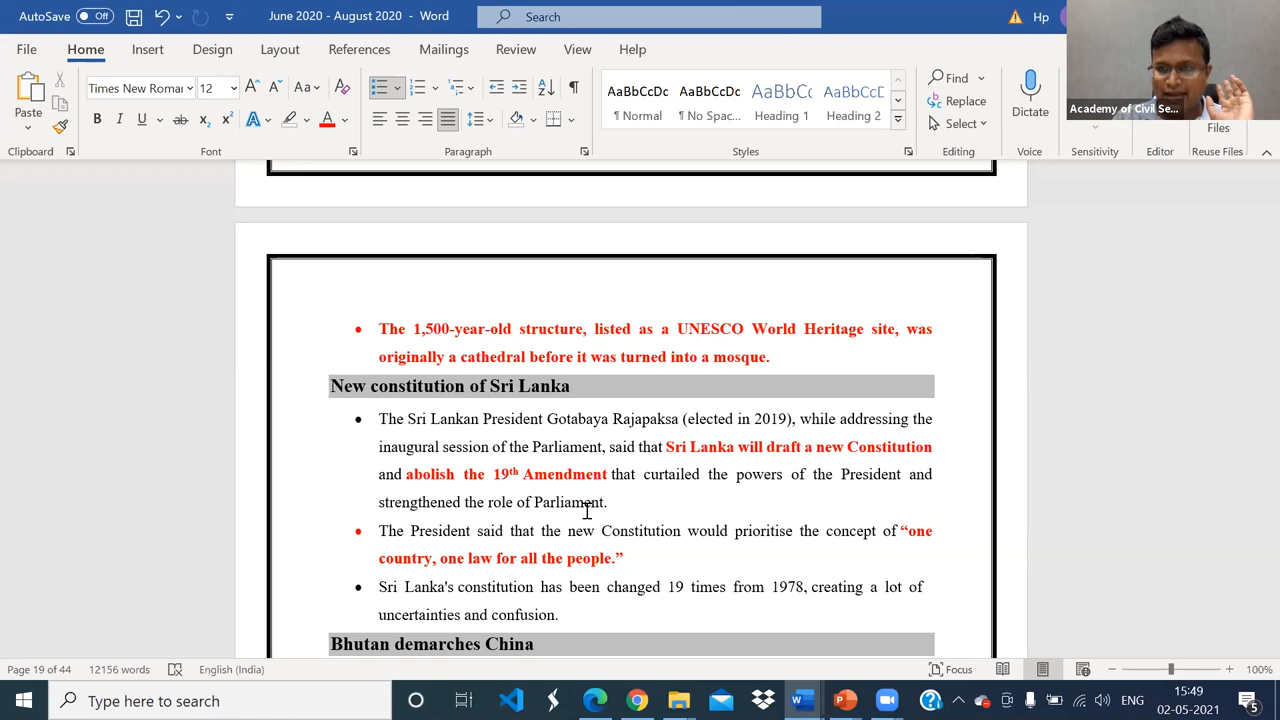 AutoSave Off June 2020 - August 2020 - Word Search Hp
File Home Insert Design Layout References Mailings Review View Help
Paste
Times New Roma 12 Aa
AaBbCcDc AaBbCcDc AaBbCc AaBbCcD
¶ Normal ¶ No Spac... Heading 1 Heading 2
Find
Replace
Select
Dictate
Academy of Civil Se...
Files
Clipboard Font Paragraph Styles Editing Voice Sensitivity Editor Reuse Files
• The 1,500-year-old structure, listed as a UNESCO World Heritage site, was
originally a cathedral before it was turned into a mosque.
New constitution of Sri Lanka
• The Sri Lankan President Gotabaya Rajapaksa (elected in 2019), while addressing the
inaugural session of the Parliament, said that Sri Lanka will draft a new Constitution
and abolish the 19th Amendment that curtailed the powers of the President and
strengthened the role of Parliament.
• The President said that the new Constitution would prioritise the concept of “one
country, one law for all the people.”
• Sri Lanka's constitution has been changed 19 times from 1978, creating a lot of
uncertainties and confusion.
Bhutan demarches China
Page 19 of 44 12156 words English (India) Focus 100%
Type here to search
ENG
15:49
02-05-2021
5